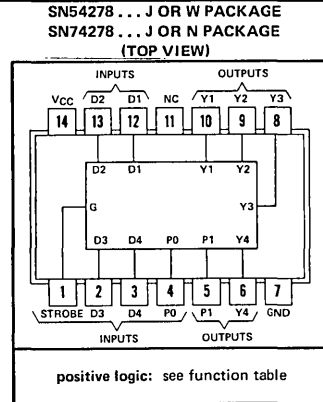 SN54278 . . . J OR W PACKAGE
SN74278 . . . J OR N PACKAGE
(TOP VIEW)
INPUTS OUTPUTS
VCC D2 D1 NC Y1 Y2 Y3
14 13 12 11 10 9 8
D2 D1 Y1 Y2
G Y3
D3 D4 P0 P1 Y4
1 2 3 4 5 6 7
STROBE D3 D4 P0 P1 Y4 GND
INPUTS OUTPUTS
positive logic: see function table